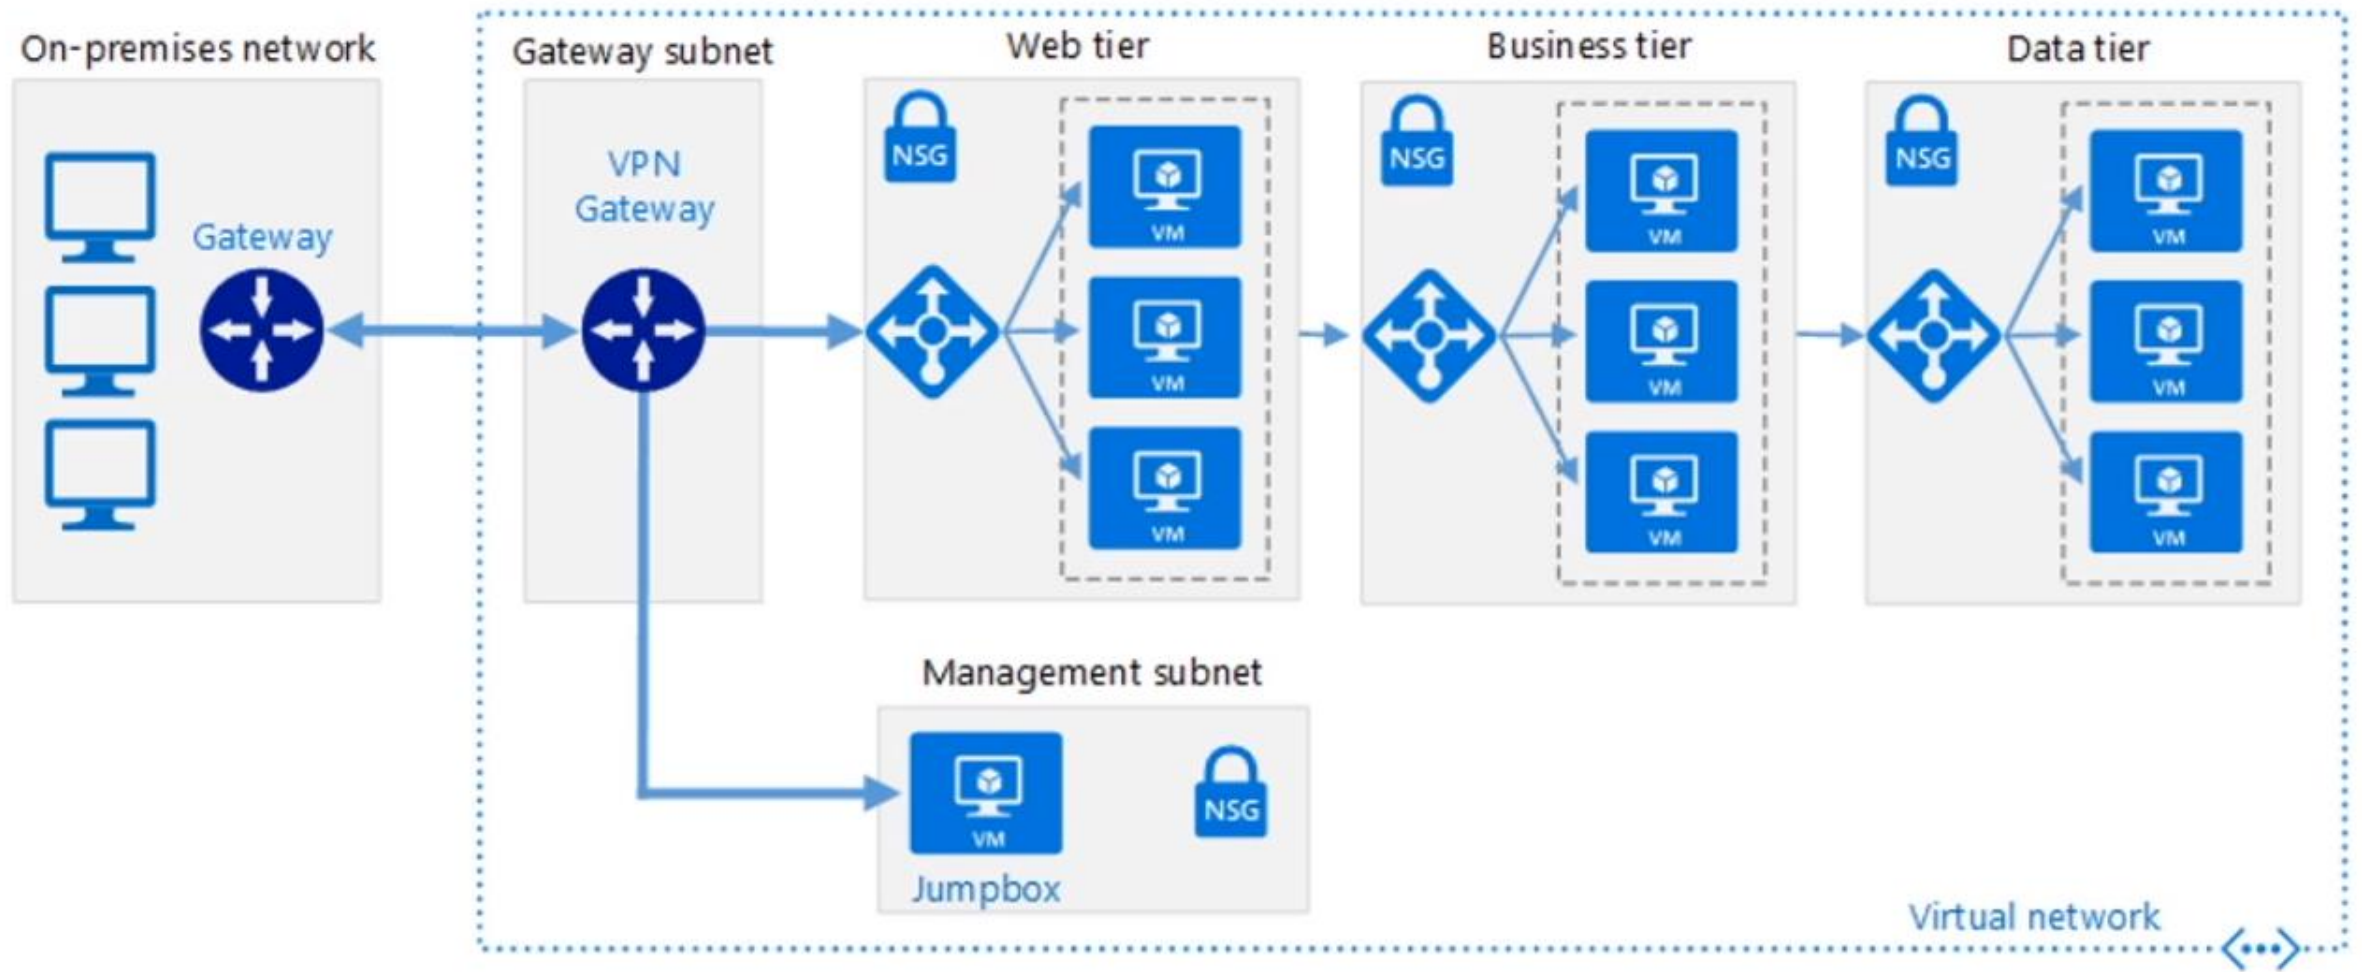 On-premises network
Gateway subnet
Web tier
Business tier
Data tier
Gateway
VPN
Gateway
NSG
VM
VM
VM
NSG
VM
VM
VM
NSG
VM
VM
VM
Management subnet
VM
NSG
Jumpbox
Virtual network